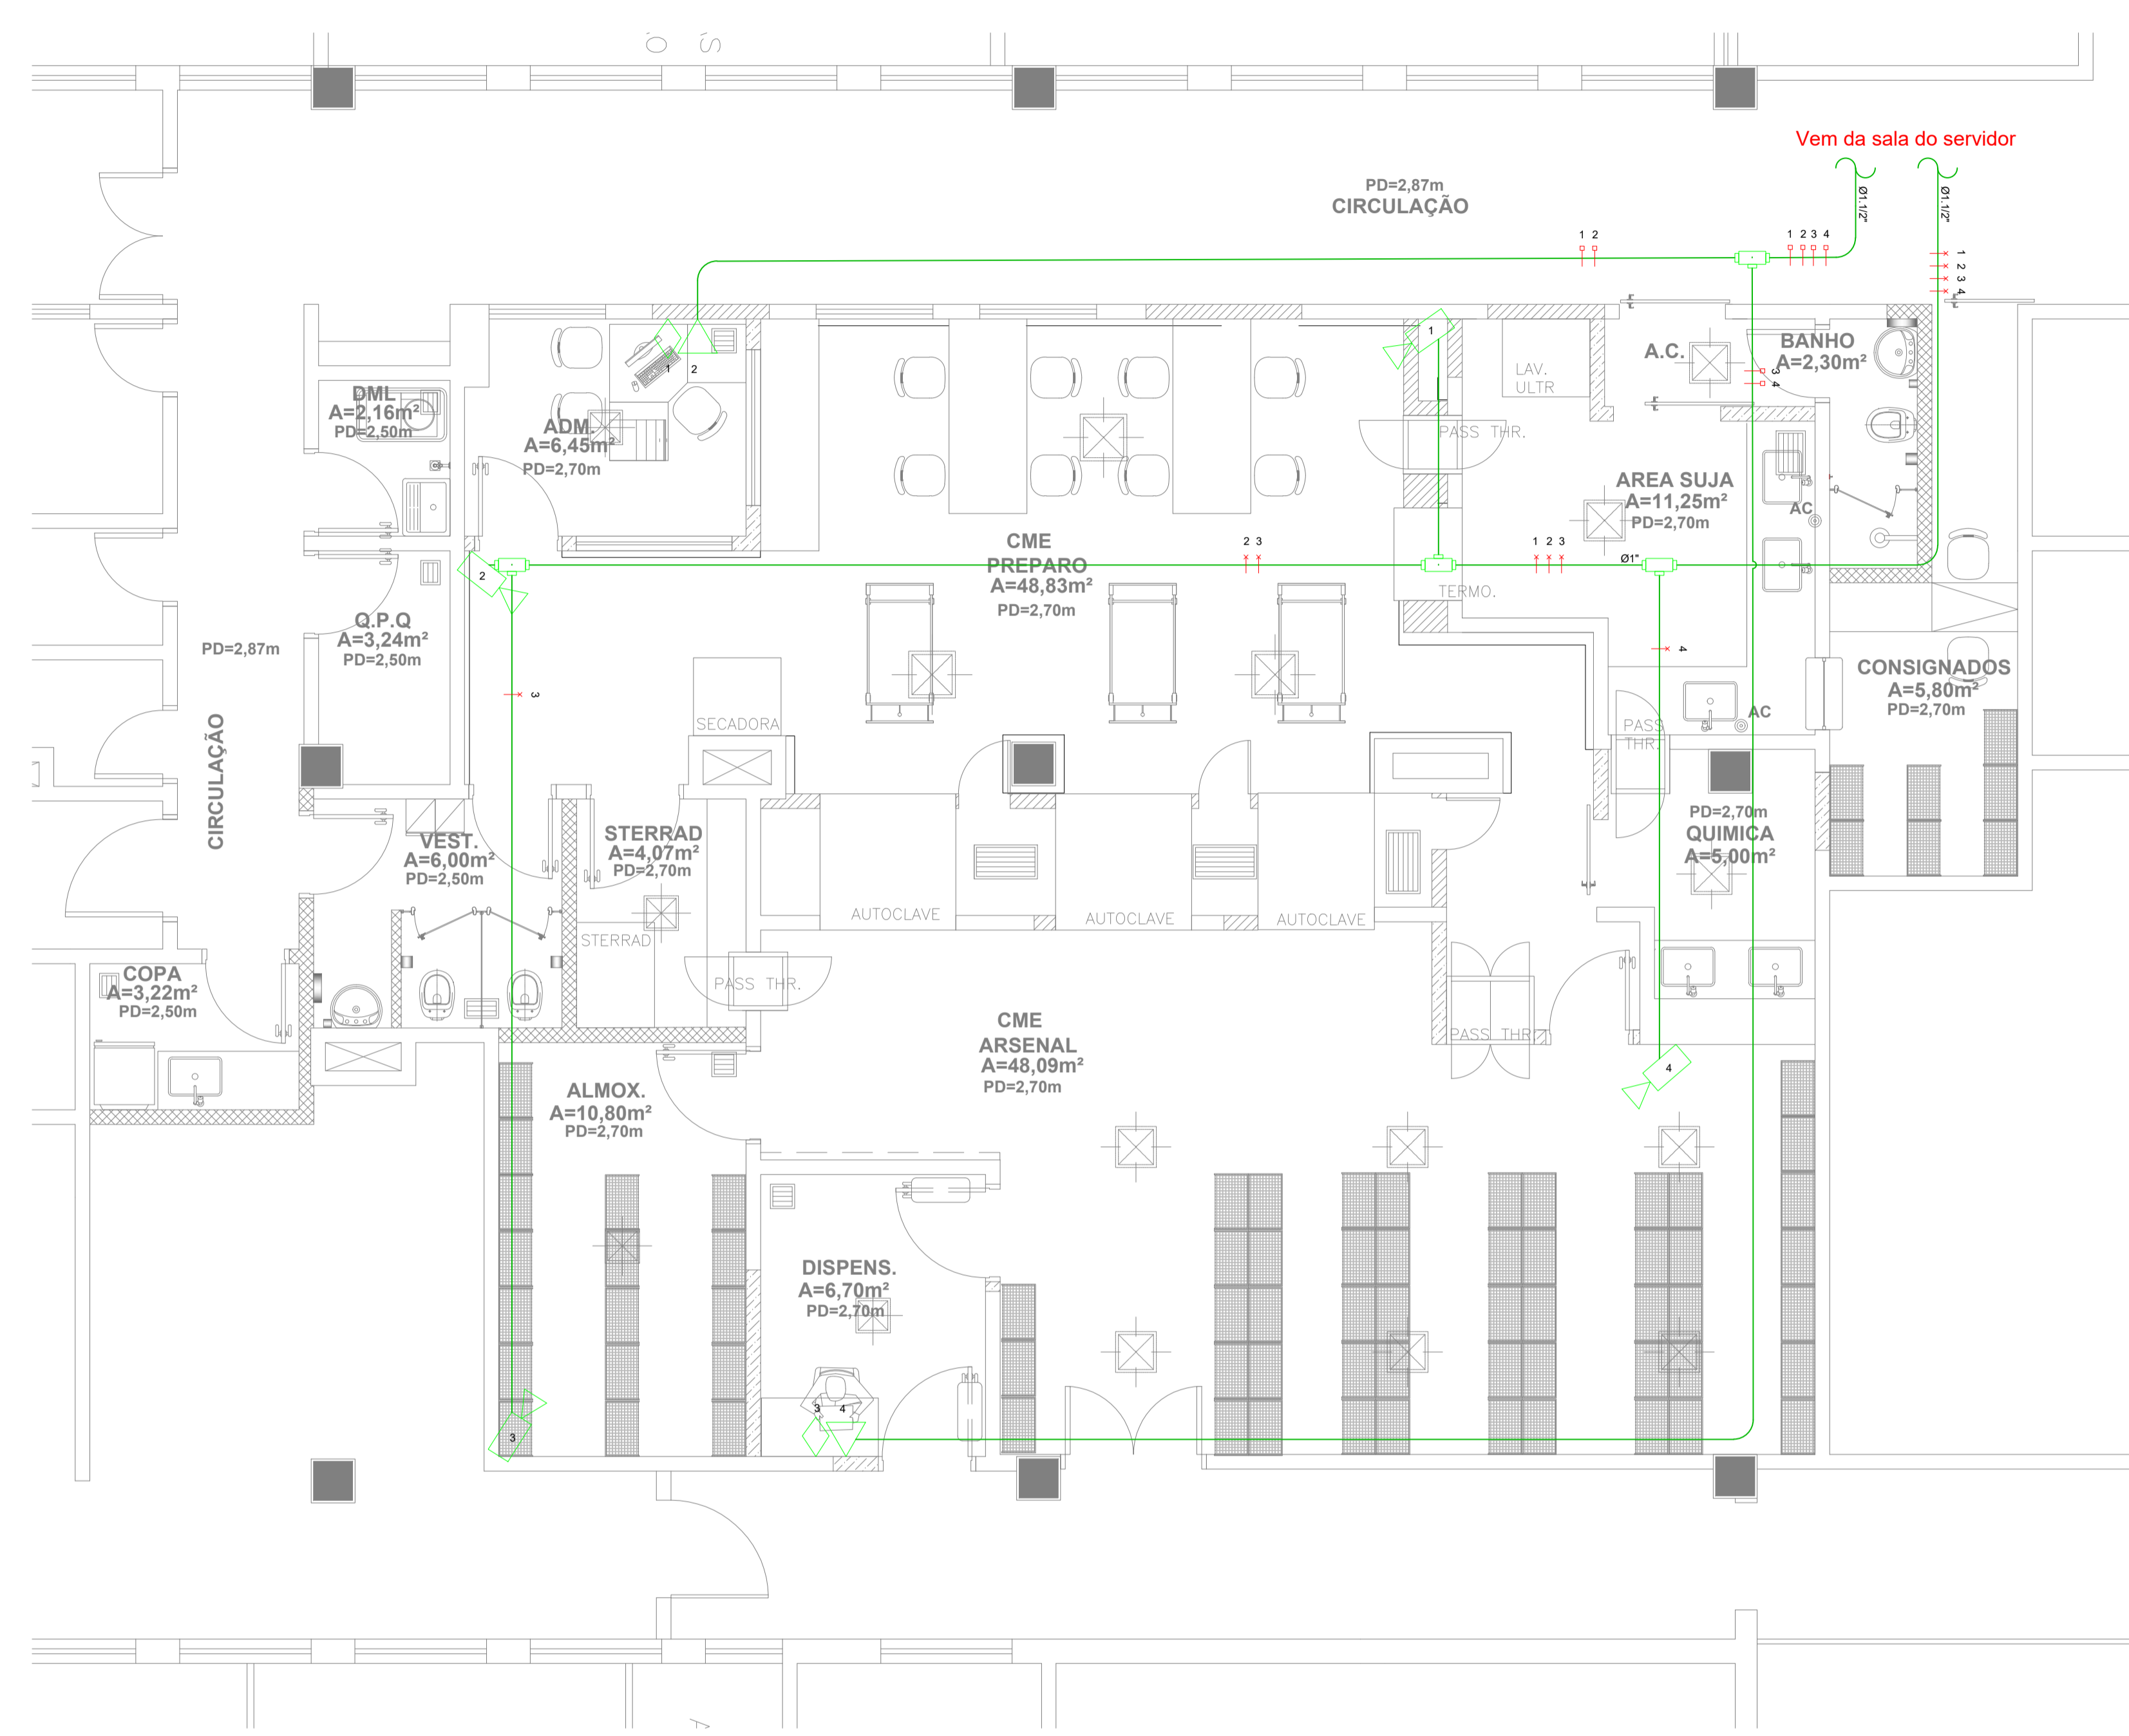 Vem da sala do servidor
PD=2,87m
CIRCULAÇÃO
Ø1.1/2"
Ø1.1/2"
1 2
1 2 3 4
1
2
3
4
1
LAV.
ULTR
A.C.
BANHO
A=2,30m²
3
4
1
2
DML
A=2,16m²
PD=2,50m
ADM.
A=6,45m²
PD=2,70m
PASS THR.
AREA SUJA
A=11,25m²
PD=2,70m
AC
CME
PREPARO
A=48,83m²
PD=2,70m
2 3
1 2 3
Ø1"
2
TERMO.
Q.P.Q
A=3,24m²
PD=2,50m
PD=2,87m
CIRCULAÇÃO
3
4
CONSIGNADOS
A=5,80m²
PD=2,70m
SECADORA
AC
PASS
THR.
PD=2,70m
QUIMICA
A=5,00m²
VEST.
A=6,00m²
PD=2,50m
STERRAD
A=4,07m²
PD=2,70m
AUTOCLAVE
AUTOCLAVE
AUTOCLAVE
STERRAD
PASS THR.
COPA
A=3,22m²
PD=2,50m
CME
ARSENAL
A=48,09m²
PD=2,70m
PASS THR.
4
ALMOX.
A=10,80m²
PD=2,70m
DISPENS.
A=6,70m²
PD=2,70m
3
4
3